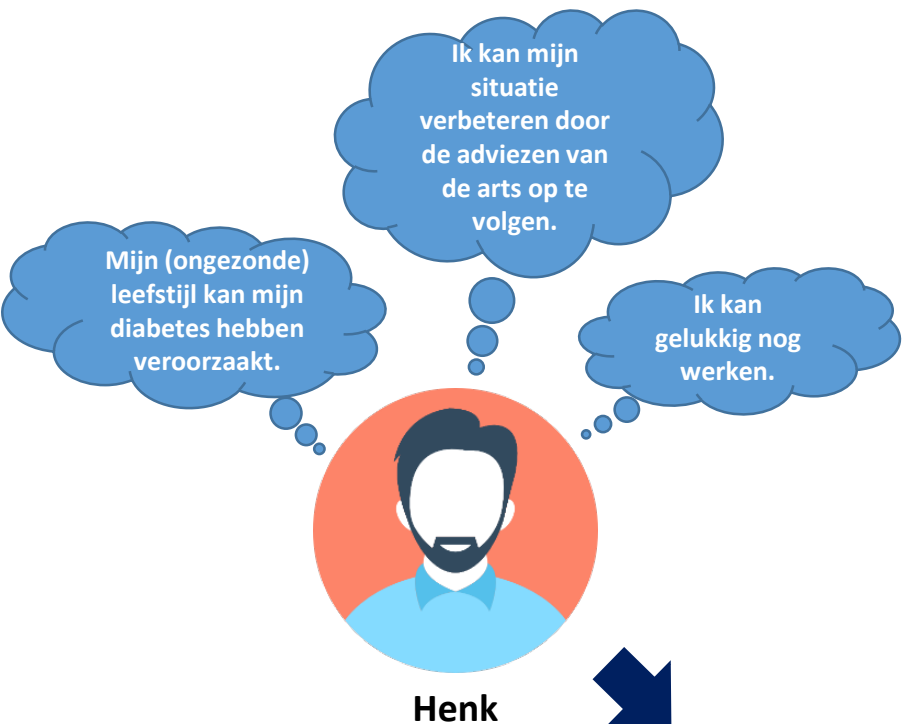 Ik kan mijn
situatie
verbeteren door
de adviezen van
de arts op te
volgen.
Mijn (ongezonde)
leefstijl kan mijn
diabetes hebben
veroorzaakt.
Ik kan
gelukkig nog
werken.
Henk